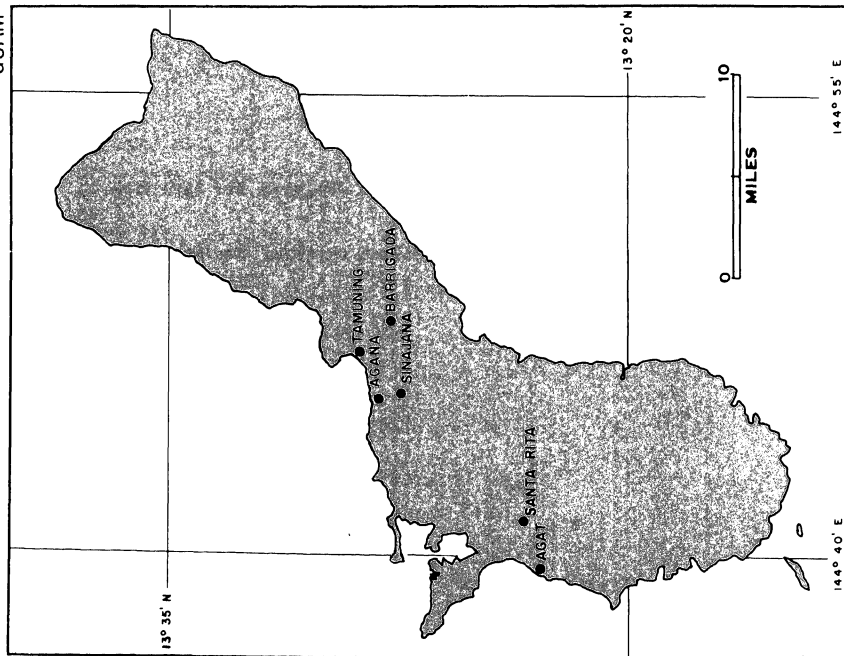 GUAM
13° 35' N
TAMUNING
AGANA
BARRIGADA
SINAJANA
SANTA RITA
AGAT
13° 20' N
0 10
MILES
144° 40' E
144° 55' E